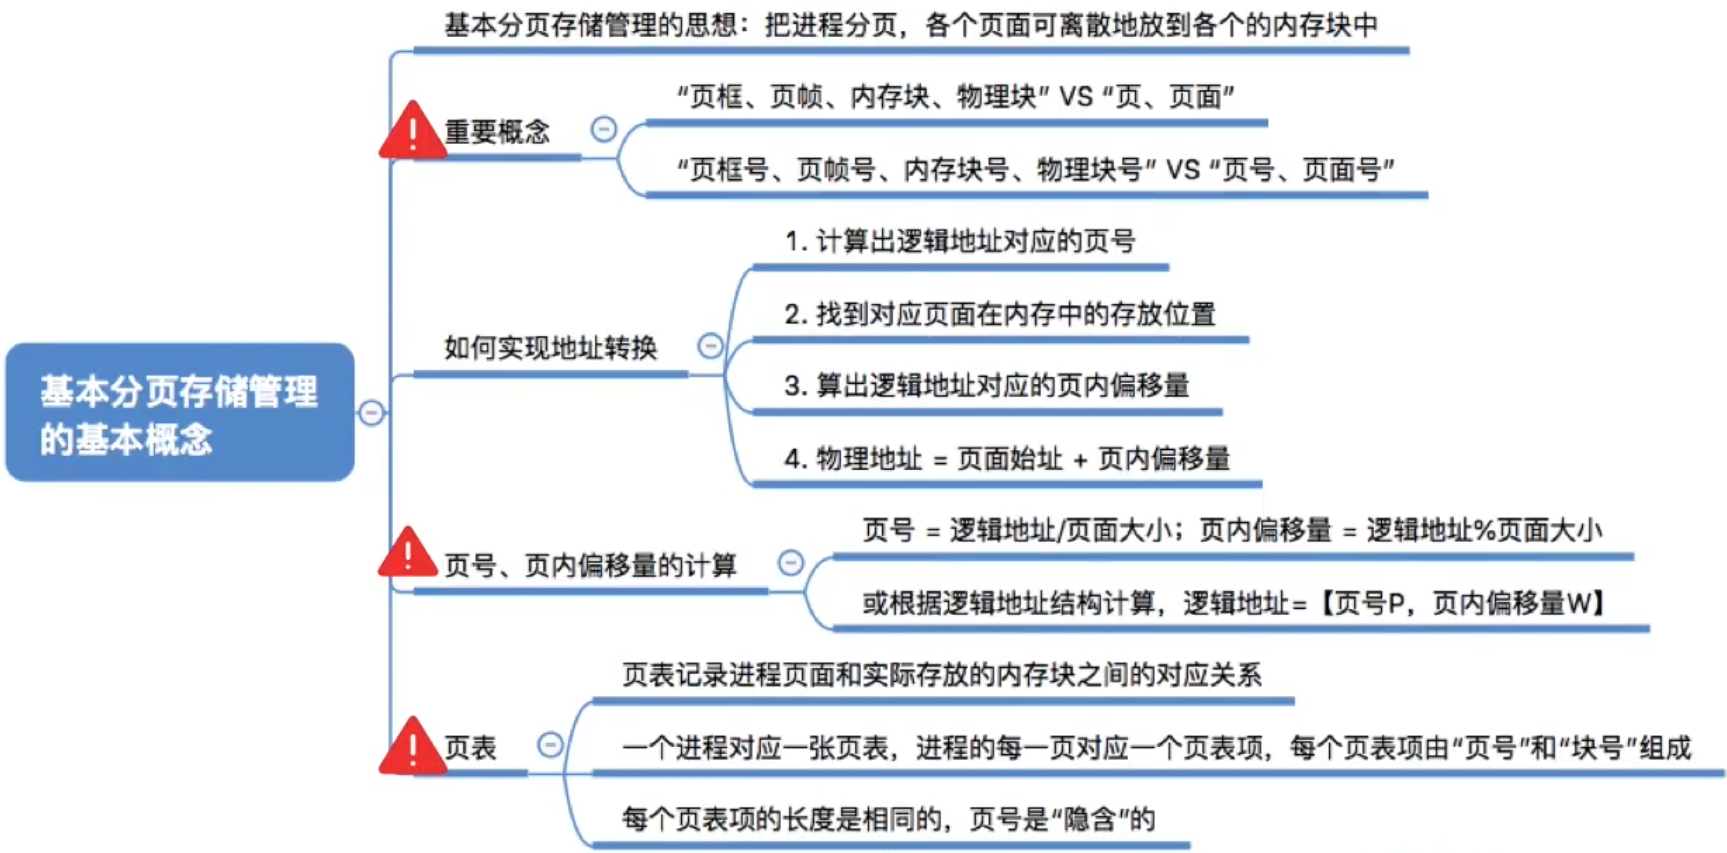 基本分页存储管理的思想：把进程分页，各个页面可离散地放到各个的内存块中
“页框、页帧、内存块、物理块” VS “页、页面”
重要概念
“页框号、页帧号、内存块号、物理块号” VS “页号、页面号”
1. 计算出逻辑地址对应的页号
2. 找到对应页面在内存中的存放位置
如何实现地址转换
3. 算出逻辑地址对应的页内偏移量
4. 物理地址 = 页面始址 + 页内偏移量
基本分页存储管理
的基本概念
页号 = 逻辑地址/页面大小；页内偏移量 = 逻辑地址%页面大小
页号、页内偏移量的计算
或根据逻辑地址结构计算，逻辑地址=【页号P，页内偏移量W】
页表记录进程页面和实际存放的内存块之间的对应关系
页表
一个进程对应一张页表，进程的每一页对应一个页表项，每个页表项由“页号”和“块号”组成
每个页表项的长度是相同的，页号是“隐含”的